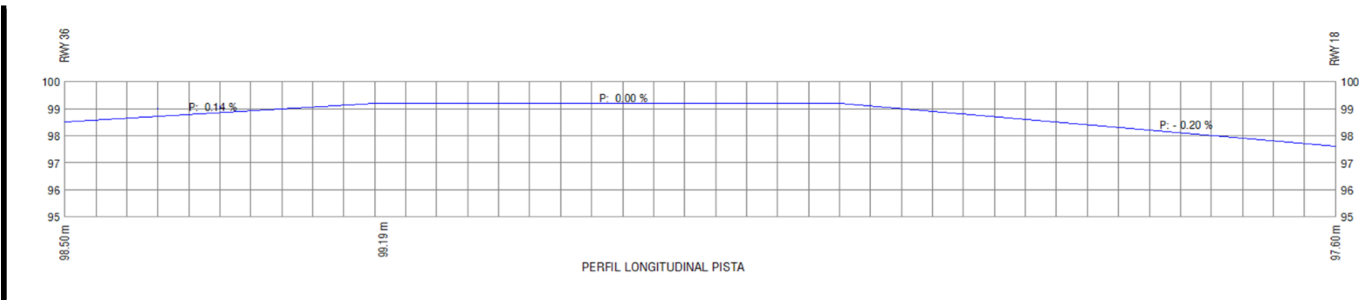 RWY 36
RWY 18
100
100
P: 0.14 %
P: 0.00 %
99
99
P: - 0.20 %
98
98
97
97
96
96
95
95
98.50 m
99.19 m
97.60 m
PERFIL LONGITUDINAL PISTA